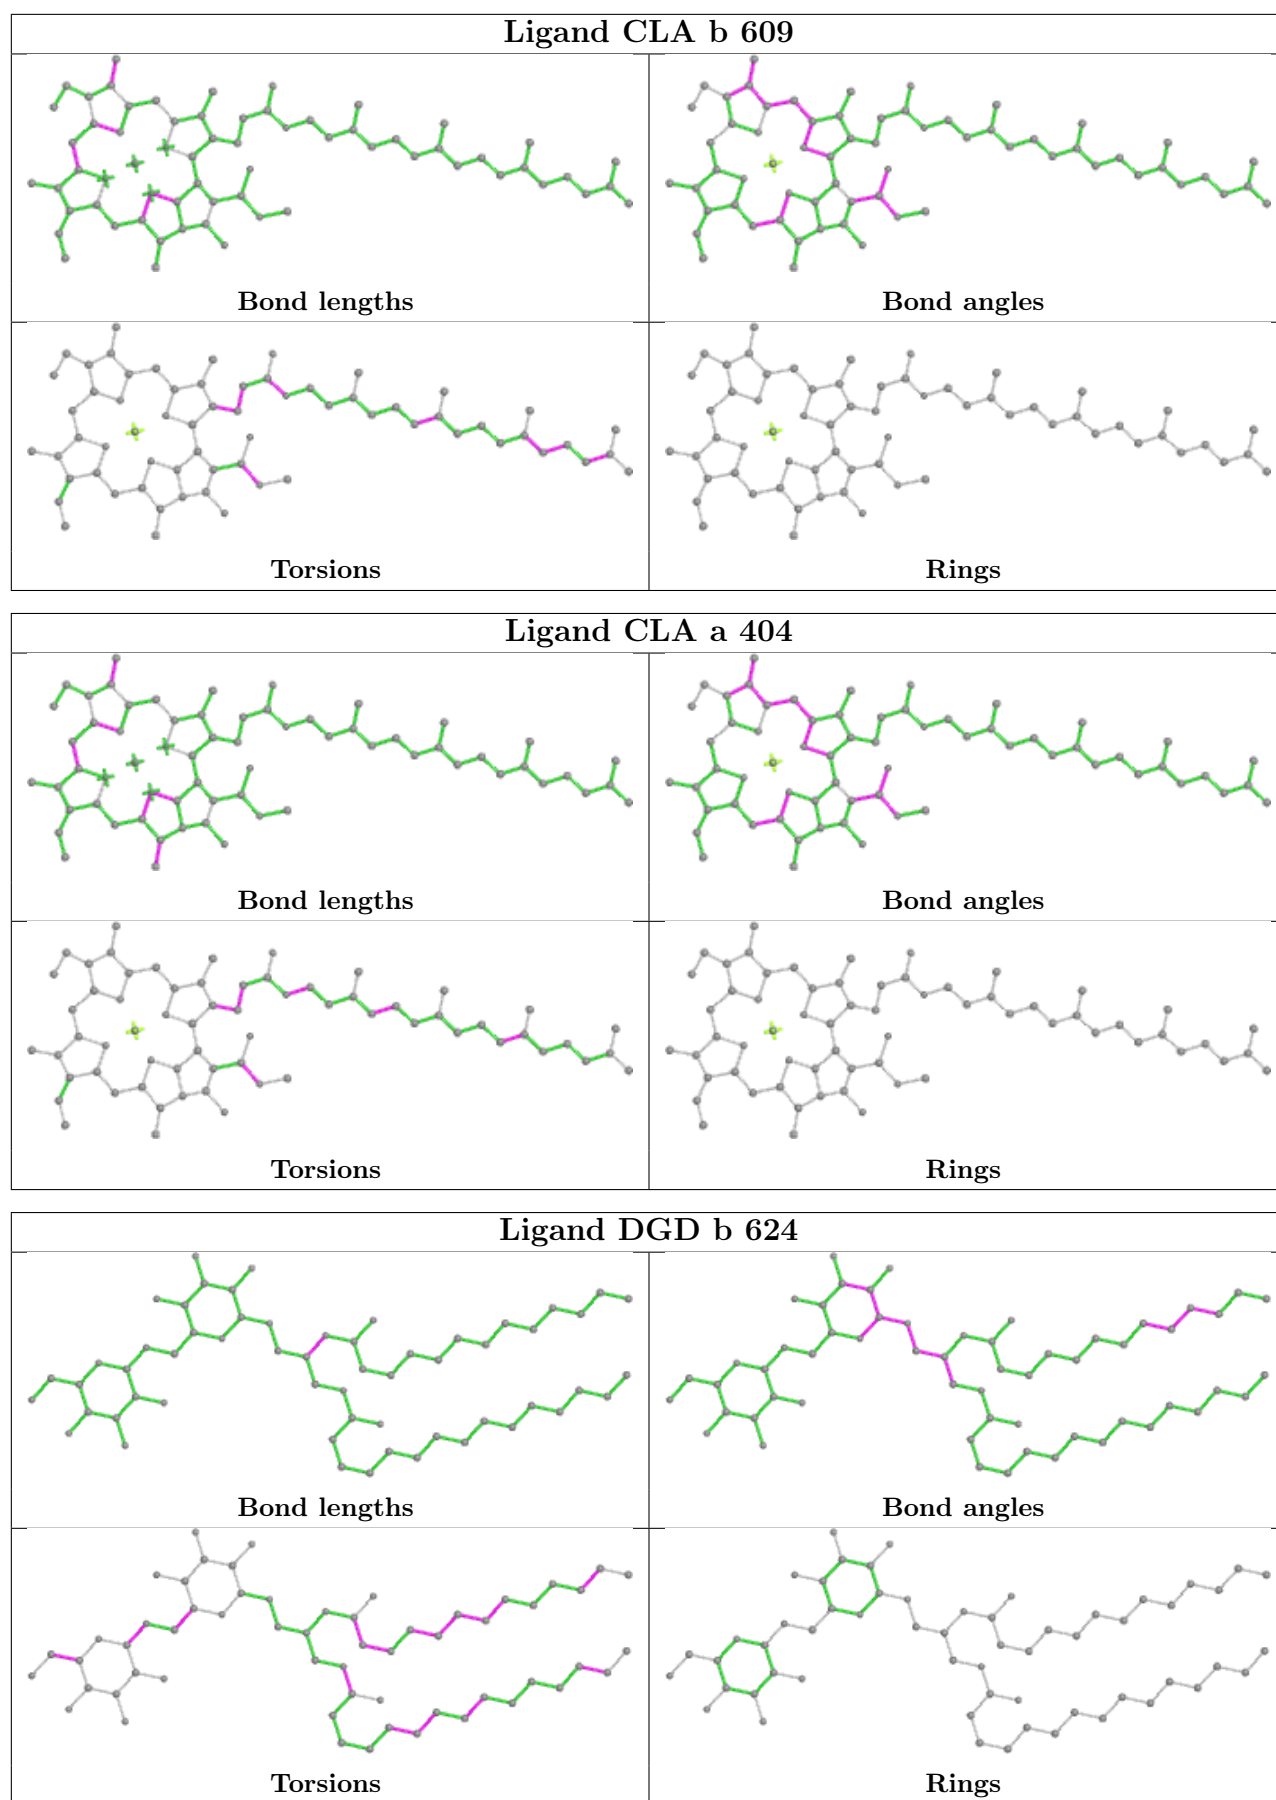 Ligand CLA b 609
Bond lengths
Bond angles
Torsions
Rings
Ligand CLA a 404
Bond lengths
Bond angles
Torsions
Rings
Ligand DGD b 624
Bond lengths
Bond angles
Torsions
Rings